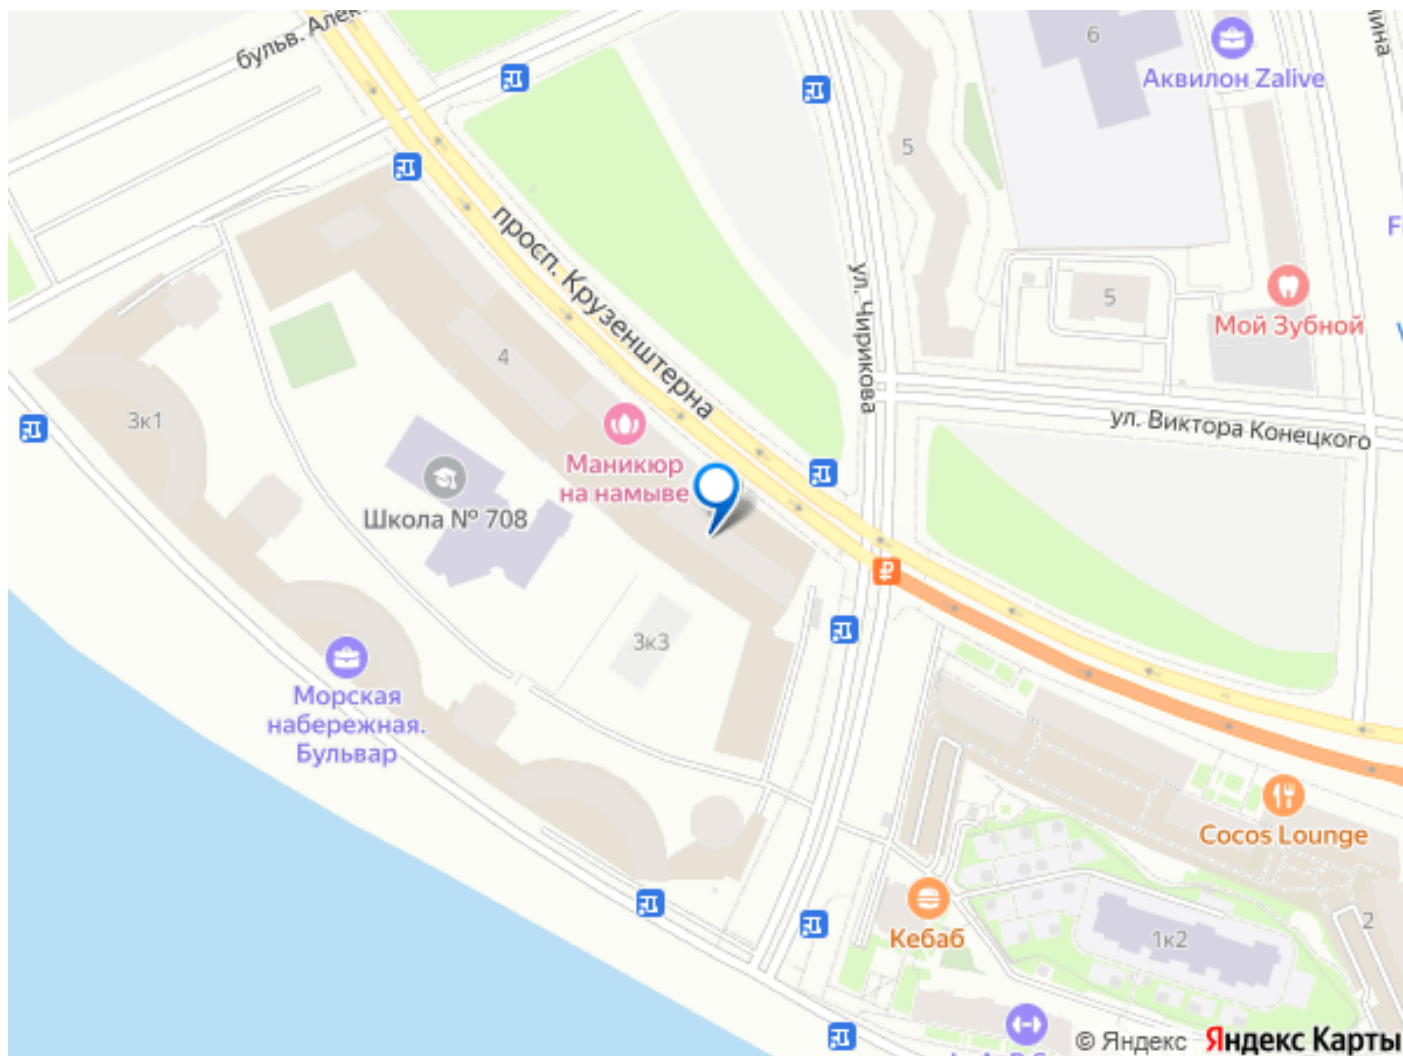 бульв. Алек
6
Аквилон Zalive
5
просп. Крузенштерна
ул. Чирикова
5
Мой Зубной
ул. Виктора Конецкого
4
3к1
Маникюр
на намыве
Школа № 708
3к3
Морская
набережная.
Бульвар
Cocos Lounge
Кебаб
1к2
2
© Яндекс Яндекс Карты